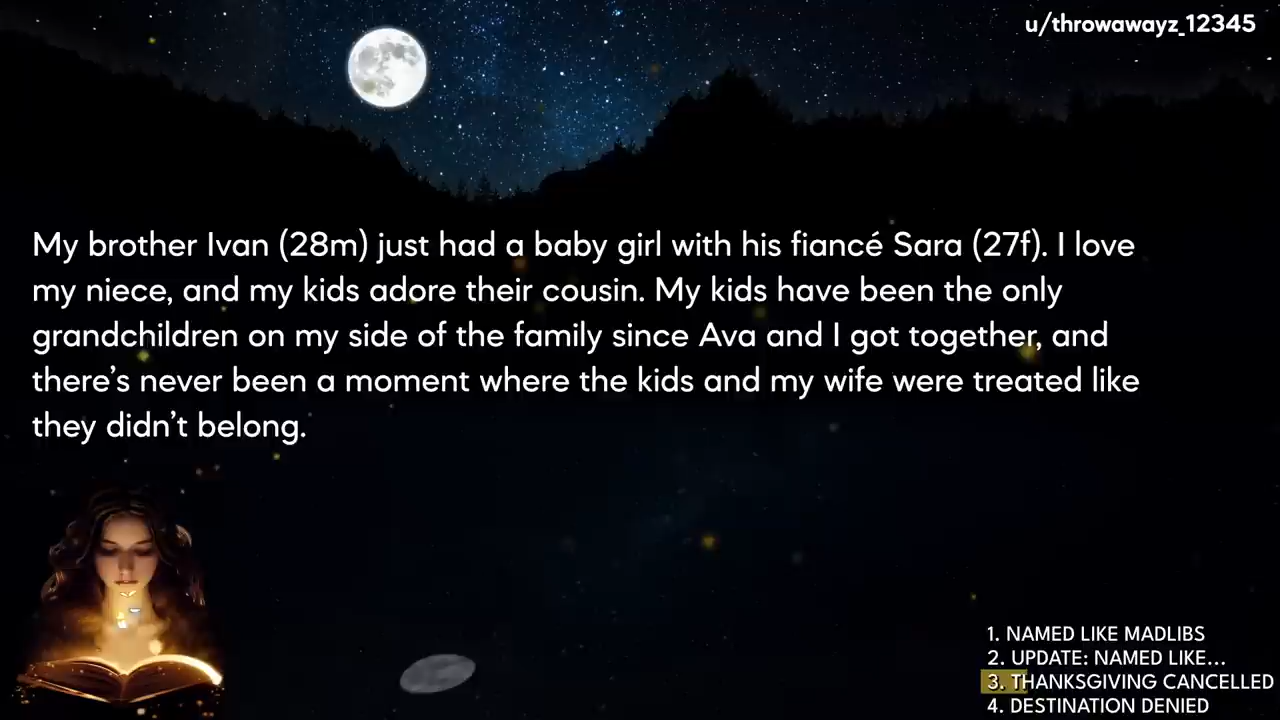 u/throwawayz_12345
My brother Ivan (28m) just had a baby girl with his fiancé Sara (27f). I love
my niece, and my kids adore their cousin. My kids have been the only
grandchildren on my side of the family since Ava and I got together, and
there’s never been a moment where the kids and my wife were treated like
they didn’t belong.
1. NAMED LIKE MADLIBS
2. UPDATE: NAMED LIKE...
3. THANKSGIVING CANCELLED
4. DESTINATION DENIED